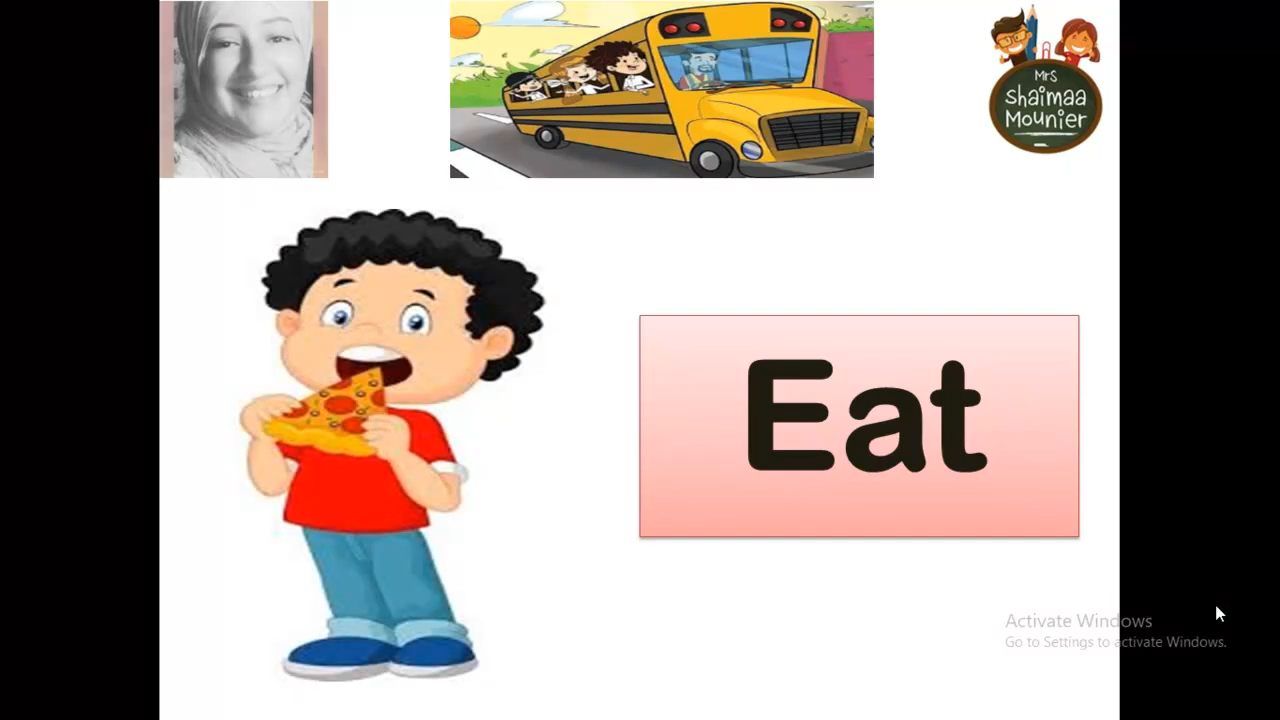 Mrs
Shaimaa
Mounier
Eat
Activate Windows
Go to Settings to activate Windows.